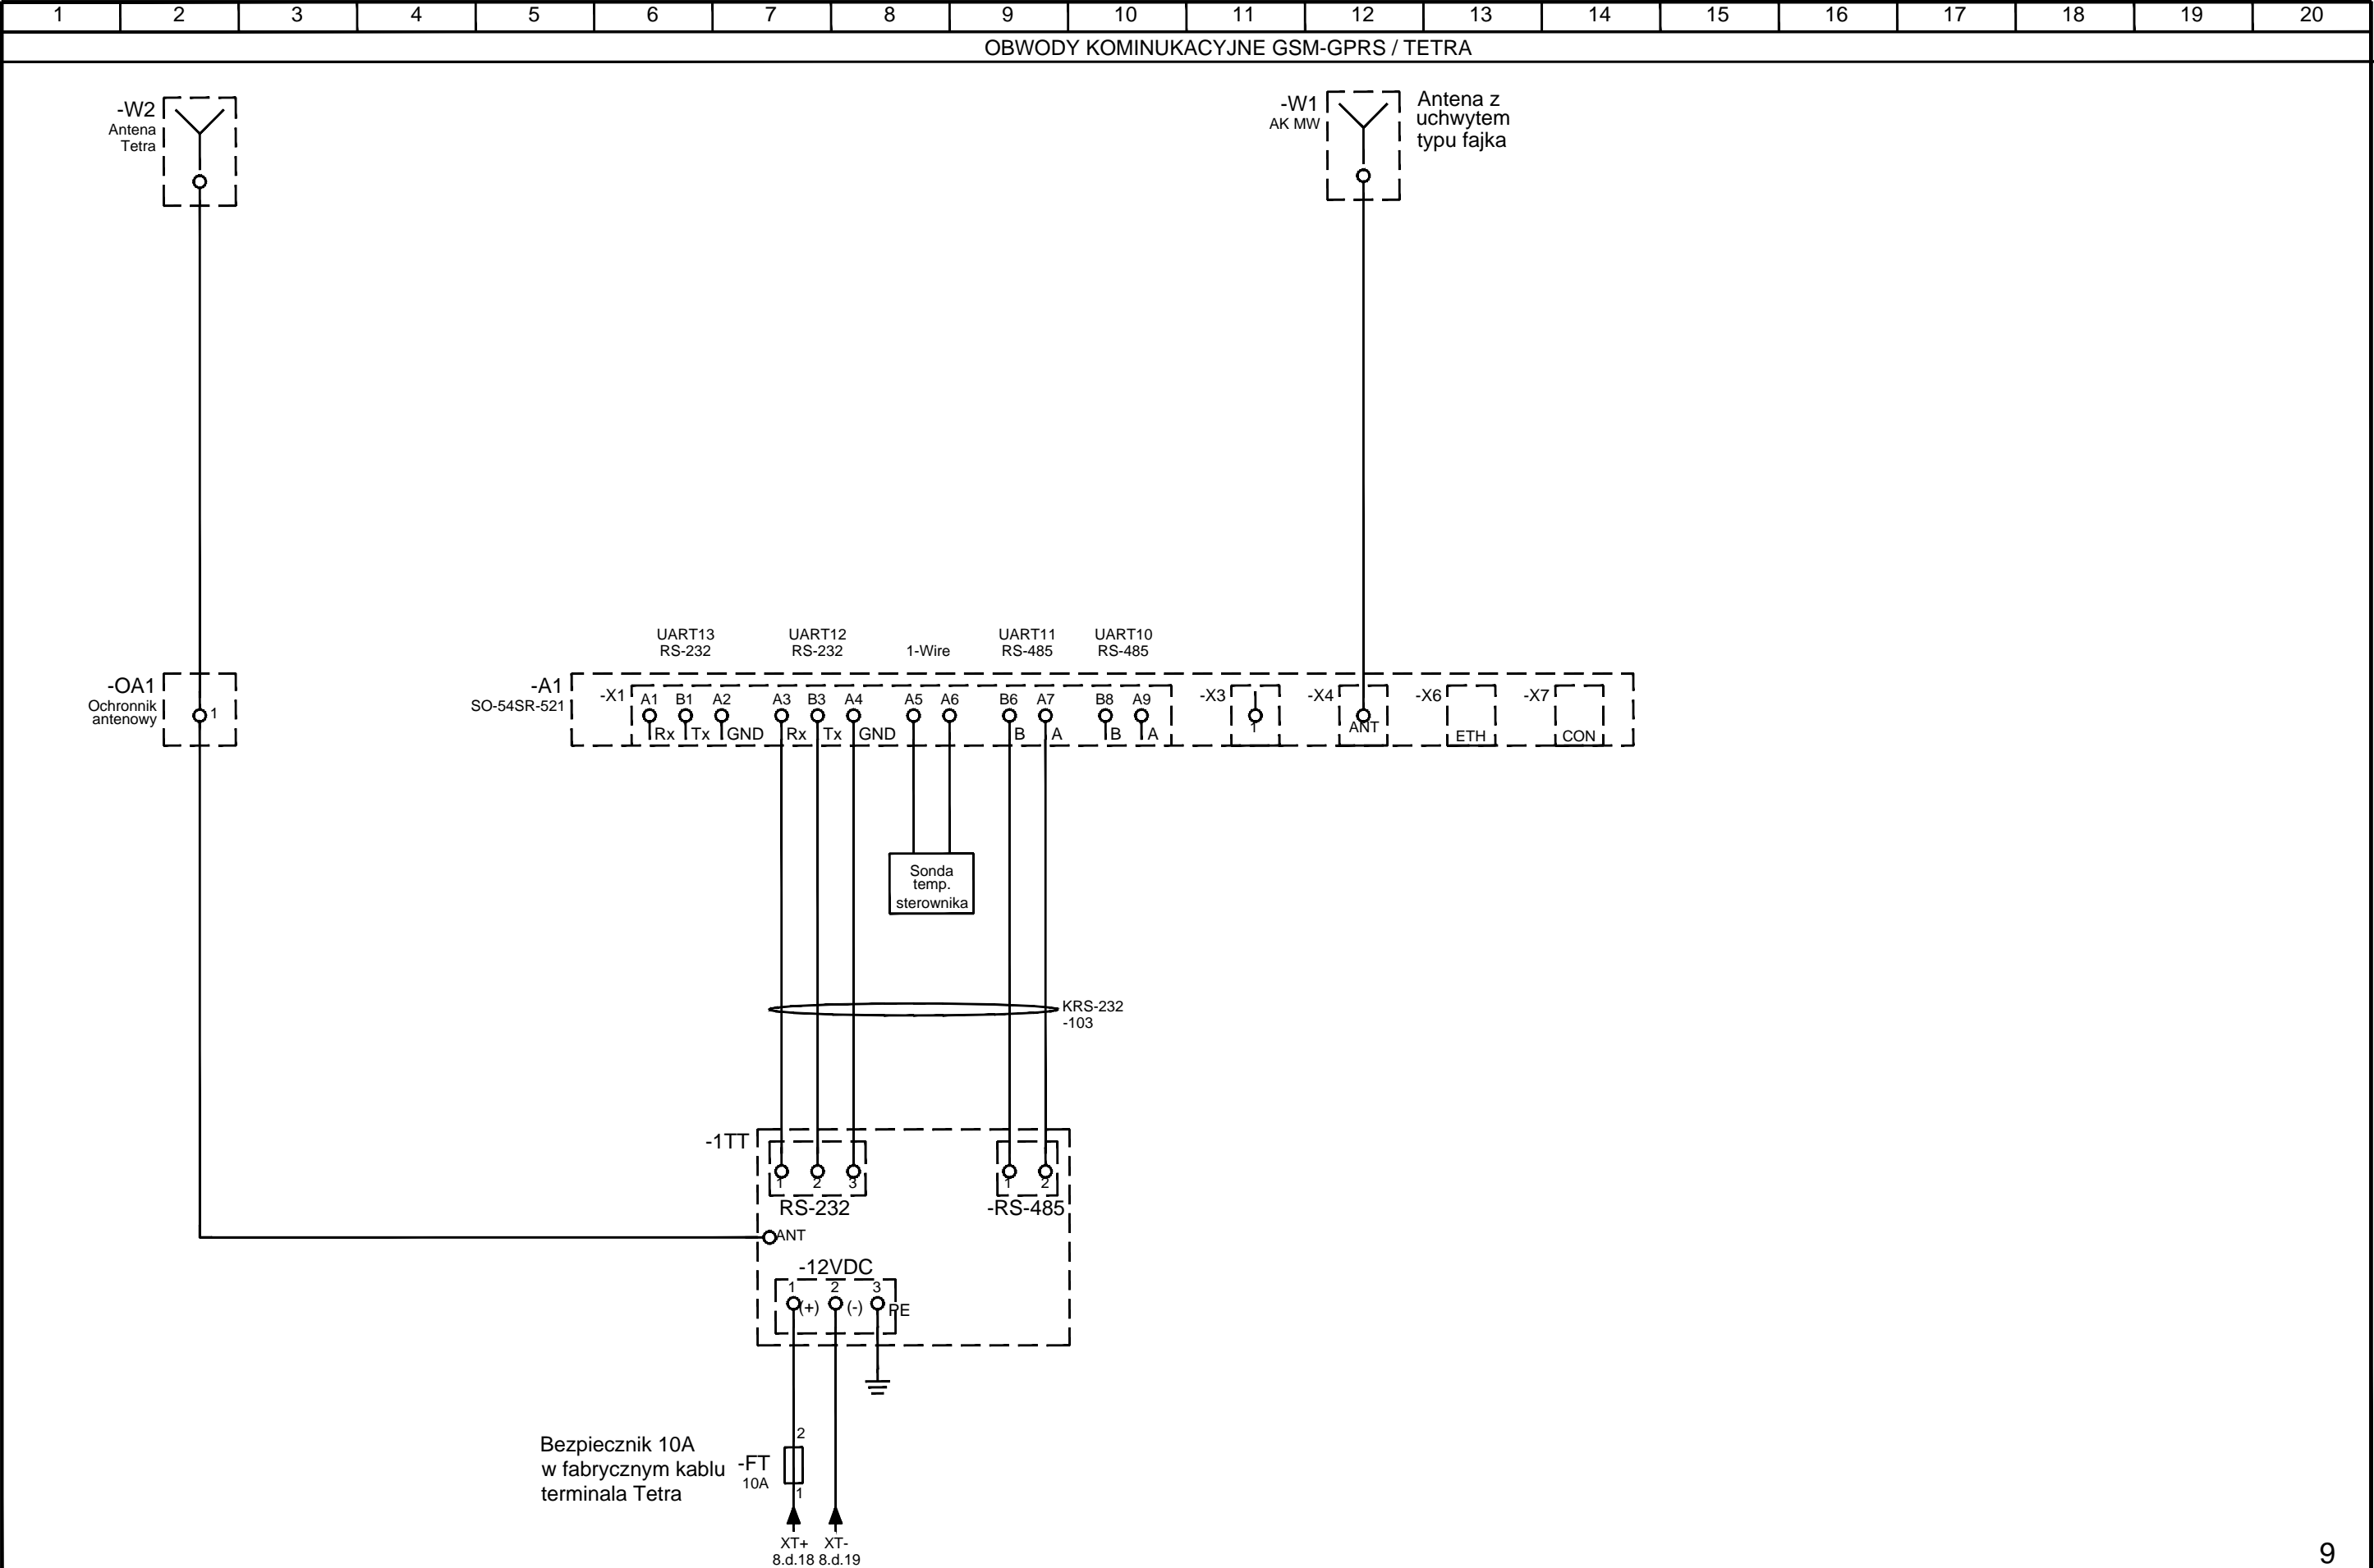 1 2 3 4 5 6 7 8 9 10 11 12 13 14 15 16 17 18 19 20
OBWODY KOMINUKACYJNE GSM-GPRS / TETRA
-W2
Antena
Tetra
-W1
AK MW
Antena z
uchwytem
typu fajka
UART13
RS-232
UART12
RS-232
1-Wire
UART11
RS-485
UART10
RS-485
-OA1
Ochronnik
antenowy
1
-A1
SO-54SR-521
-X1
A1 B1 A2 A3 B3 A4 A5 A6 B6 A7 B8 A9
Rx Tx GND Rx Tx GND B A B A
-X3
1
-X4
ANT
-X6
ETH
-X7
CON
Sonda
temp.
sterownika
KRS-232
-103
-1TT
1 2 3
RS-232
1 2
-RS-485
ANT
-12VDC
1 2 3
(+) (-) PE
Bezpiecznik 10A
w fabrycznym kablu
terminala Tetra
-FT
10A
2
1
XT+ XT-
8.d.18 8.d.19
9